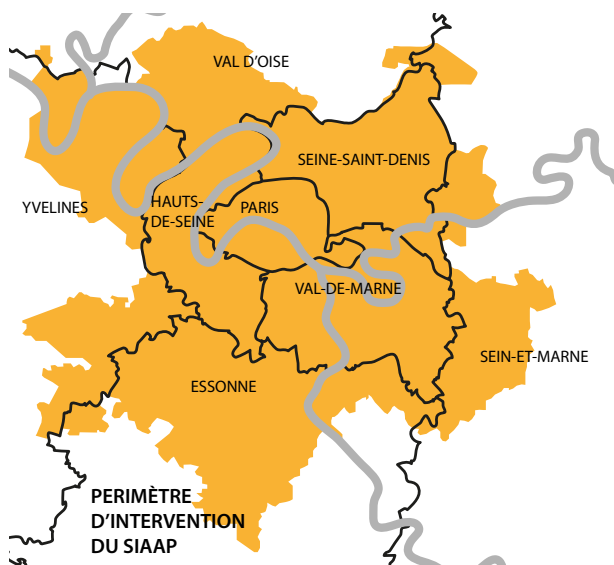 VAL D'OISE
SEINE-SAINT-DENIS
YVELINES
HAUTS-
DE-SEINE
PARIS
VAL-DE-MARNE
SEIN-ET-MARNE
ESSONNE
PERIMÈTRE
D'INTERVENTION
DU SIAAP